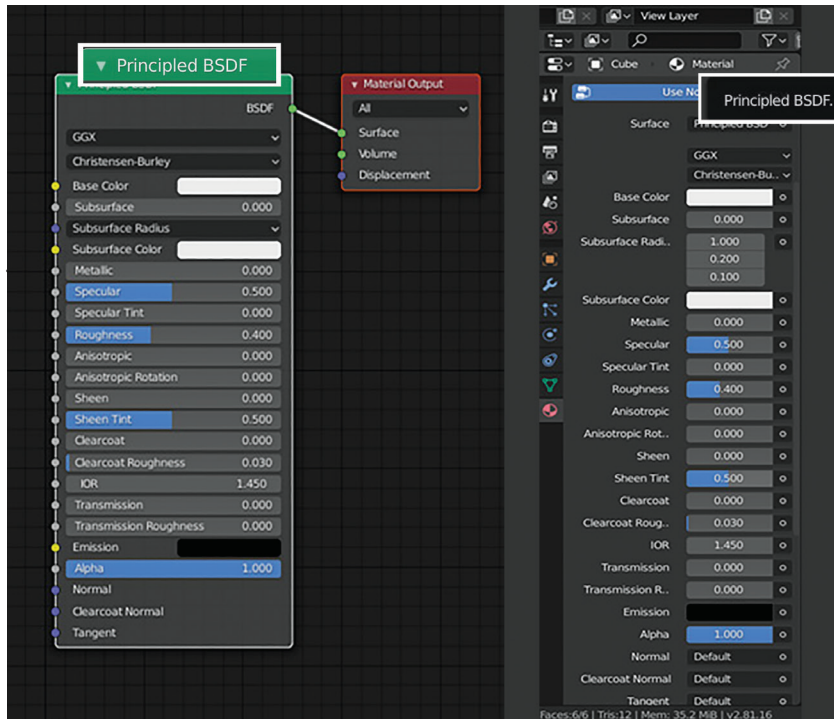 Principled BSDF
BSDF
GGX
Christensen-Burley
Base Color
Subsurface 0.000
Subsurface Radius
Subsurface Color
Metallic 0.000
Specular 0.500
Specular Tint 0.000
Roughness 0.400
Anisotropic 0.000
Anisotropic Rotation 0.000
Sheen 0.000
Sheen Tint 0.500
Clearcoat 0.000
Clearcoat Roughness 0.030
IOR 1.450
Transmission 0.000
Transmission Roughness 0.000
Emission
Alpha 1.000
Normal
Clearcoat Normal
Tangent
Material Output
All
Surface
Volume
Displacement
View Layer
Cube Material
Use No
Principled BSDF.
Surface Principled BSD
GGX
Christensen-Bu..
Base Color
Subsurface 0.000
Subsurface Radi.. 1.000
0.200
0.100
Subsurface Color
Metallic 0.000
Specular 0.500
Specular Tint 0.000
Roughness 0.400
Anisotropic 0.000
Anisotropic Rot.. 0.000
Sheen 0.000
Sheen Tint 0.500
Clearcoat 0.000
Clearcoat Roug.. 0.030
IOR 1.450
Transmission 0.000
Transmission R.. 0.000
Emission
Alpha 1.000
Normal Default
Clearcoat Normal Default
Tangent Default
Faces:6/6 | Tris:12 | Mem: 35.2 MiB | v2.81.16